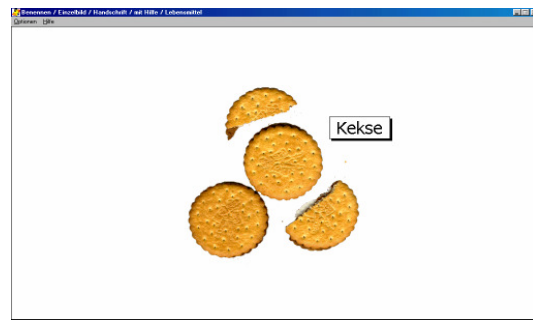 Benennen / Einzelbild / Handschrift / mit Hilfe / Lebensmittel
Optionen Hilfe
Kekse